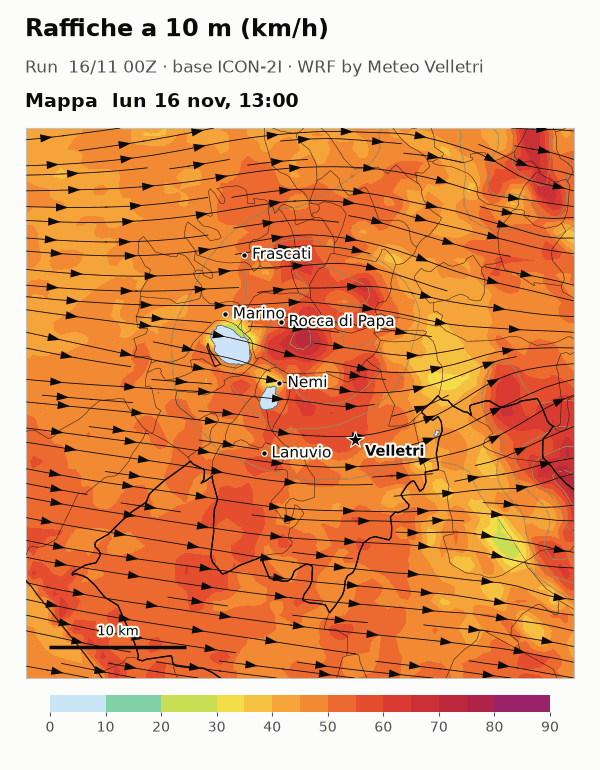 Raffiche a 10 m (km/h)
Run  16/11 00Z · base ICON-2I · WRF by Meteo Velletri
Mappa  lun 16 nov, 13:00
Frascati
Marino
Rocca di Papa
Nemi
Lanuvio
Velletri
10 km
0 10 20 30 40 50 60 70 80 90